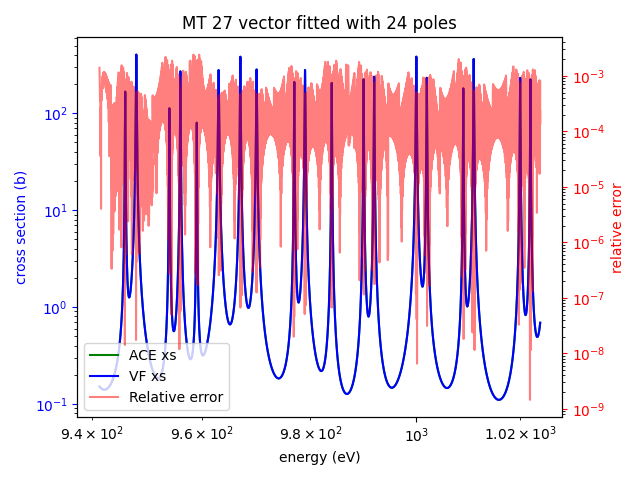 MT 27 vector fitted with 24 poles
cross section (b)
10²
10¹
10⁰
10⁻¹
10⁻³
10⁻⁴
10⁻⁵
10⁻⁶
10⁻⁷
10⁻⁸
10⁻⁹
relative error
ACE xs
VF xs
Relative error
9.4 × 10² 9.6 × 10² 9.8 × 10² 10³ 1.02 × 10³
energy (eV)